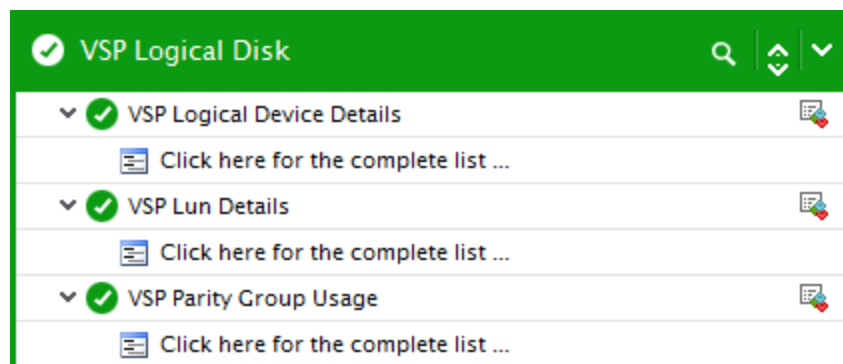 VSP Logical Disk
VSP Logical Device Details
Click here for the complete list ...
VSP Lun Details
Click here for the complete list ...
VSP Parity Group Usage
Click here for the complete list ...